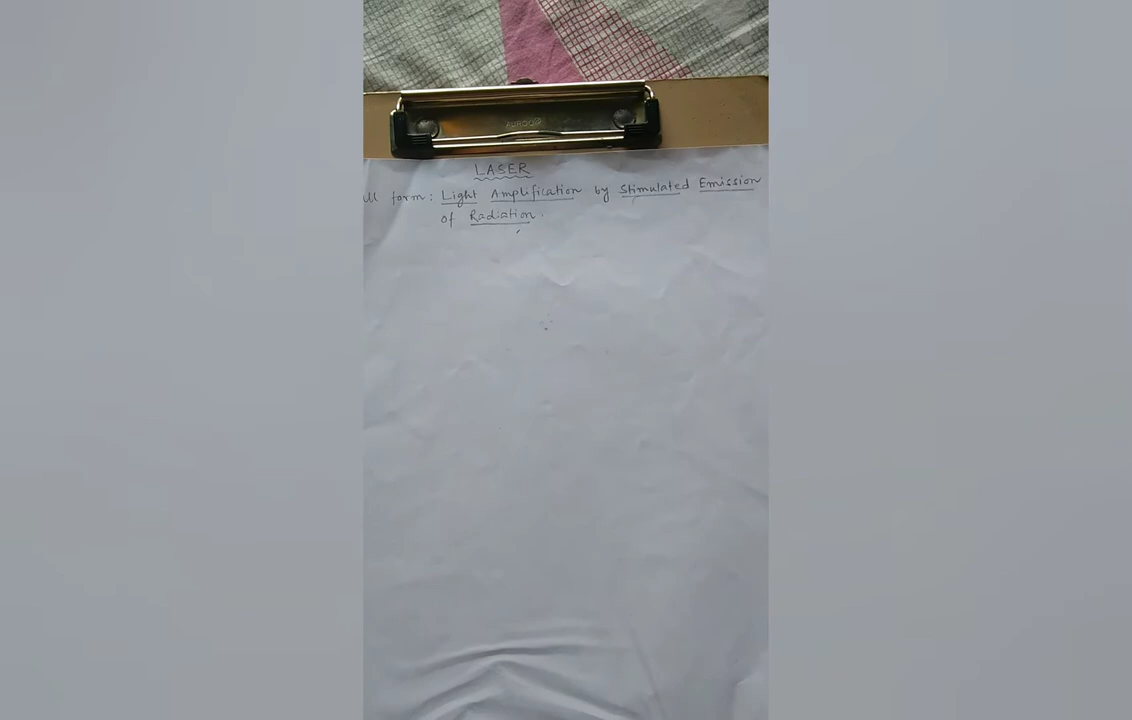 LASER
ll form: Light Amplification by Stimulated Emission
of Radiation.